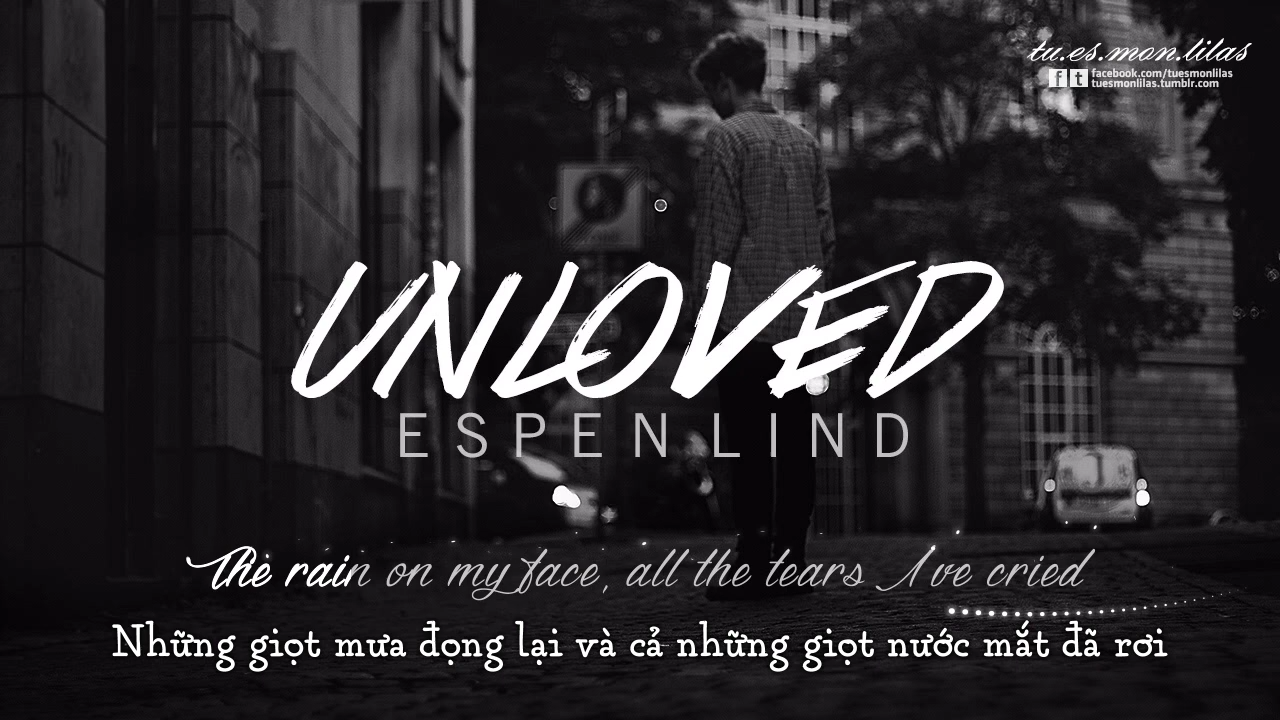 tu.es.mon.lilas
f t facebook.com/tuesmonlilas
tuesmonlilas.tumblr.com
UNLOVED
ESPEN LIND
The rain on my face, all the tears I've cried
Những giọt mưa đọng lại và cả những giọt nước mắt đã rơi